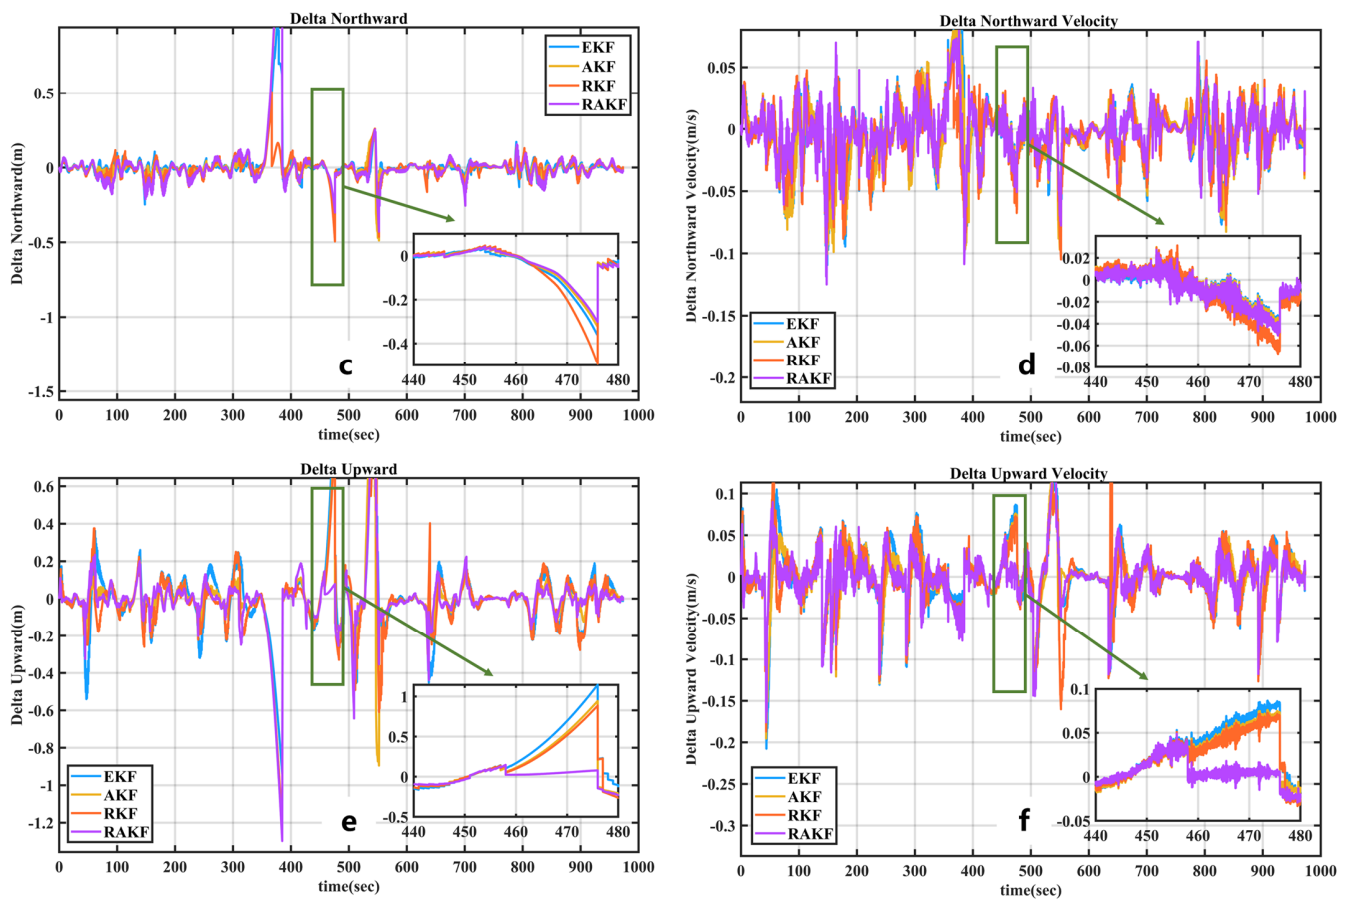 Delta Northward
Delta Northward(m)
0.5
0
-0.5
-1
-1.5
EKF
AKF
RKF
RAKF
0
-0.2
-0.4
440 450 460 470 480
c
0 100 200 300 400 500 600 700 800 900 1000
time(sec)
Delta Northward Velocity
Delta Northward Velocity(m/s)
0.05
0
-0.05
-0.1
-0.15
-0.2
EKF
AKF
RKF
RAKF
0.02
0
-0.02
-0.04
-0.06
-0.08
440 450 460 470 480
d
0 100 200 300 400 500 600 700 800 900 1000
time(sec)
Delta Upward
Delta Upward(m)
0.6
0.4
0.2
0
-0.2
-0.4
-0.6
-0.8
-1
-1.2
EKF
AKF
RKF
RAKF
1
0.5
0
-0.5
440 450 460 470 480
e
0 100 200 300 400 500 600 700 800 900 1000
time(sec)
Delta Upward Velocity
Delta Upward Velocity(m/s)
0.1
0.05
0
-0.05
-0.1
-0.15
-0.2
-0.25
-0.3
EKF
AKF
RKF
RAKF
0.1
0.05
0
-0.05
440 450 460 470 480
f
0 100 200 300 400 500 600 700 800 900 1000
time(sec)